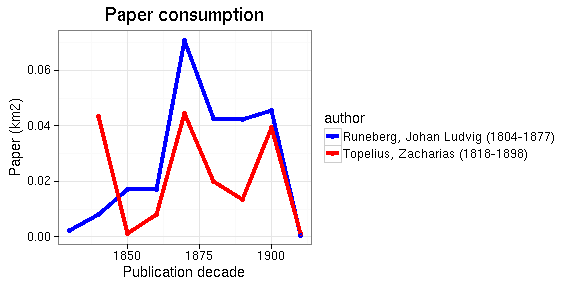 Paper consumption
Paper (km2)
0.06
0.04
0.02
0.00
1850 1875 1900
Publication decade
author
Runeberg, Johan Ludvig (1804-1877)
Topelius, Zacharias (1818-1898)